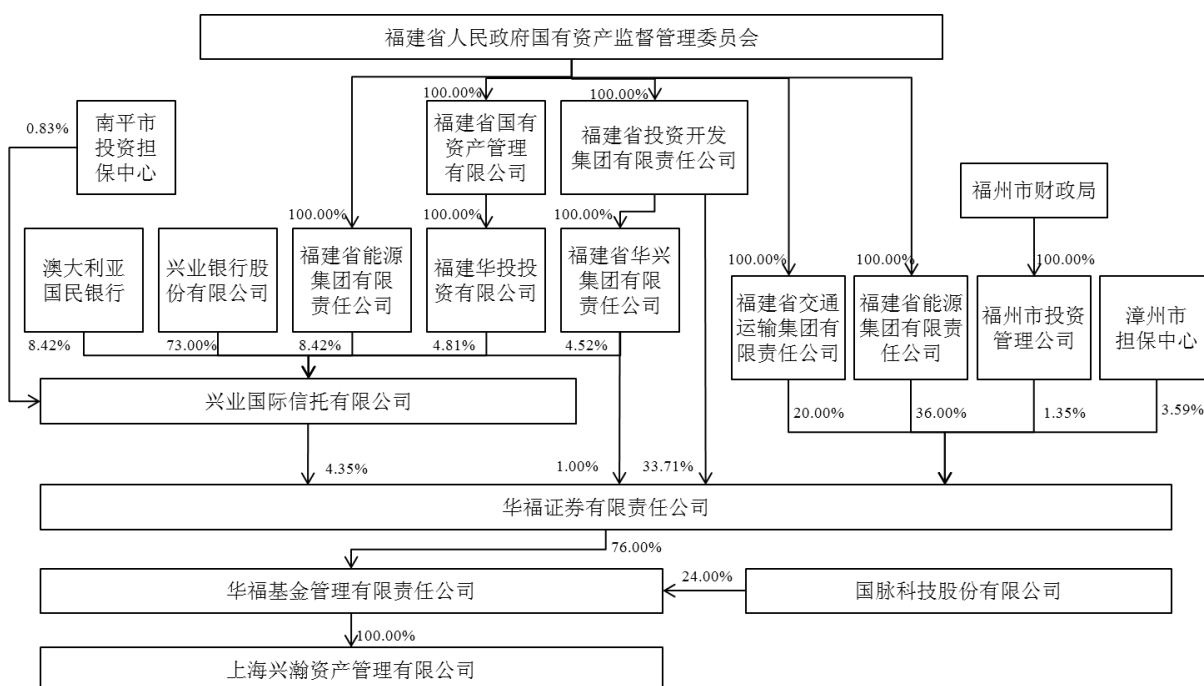 福建省人民政府国有资产监督管理委员会
100.00%
100.00%
0.83%
南平市
投资担
保中心
福建省国有
资产管理
有限公司
福建省投资开发
集团有限责任公司
福州市财政局
100.00%
100.00%
100.00%
澳大利亚
国民银行
兴业银行股
份有限公司
福建省能源
集团有限
责任公司
福建华投投
资有限公司
福建省华兴
集团有限
责任公司
100.00%
100.00%
100.00%
福建省交通
运输集团有
限责任公司
福建省能源
集团有限责
任公司
福州市投资
管理公司
漳州市
担保中心
8.42%
73.00%
8.42%
4.81%
4.52%
兴业国际信托有限公司
20.00%
36.00%
1.35%
3.59%
4.35%
1.00%
33.71%
华福证券有限责任公司
76.00%
华福基金管理有限责任公司
24.00%
国脉科技股份有限公司
100.00%
上海兴瀚资产管理有限公司